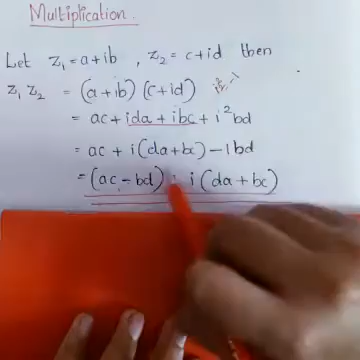 Multiplication.
Let z₁ = a+ib , z₂ = c+id then
z₁ z₂ = (a+ib) (c+id)
= ac + ida + ibc + i²bd
= ac + i(da+bc) - 1bd
= (ac - bd) + i (da + bc)